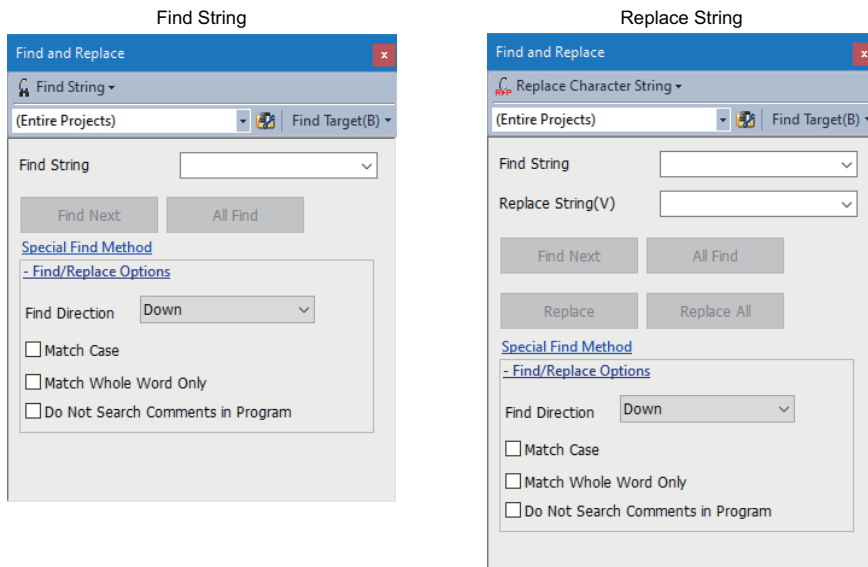 Find String
Find and Replace
x
Find String
(Entire Projects)
Find Target(B)
Find String
Find Next
All Find
Special Find Method
- Find/Replace Options
Find Direction
Down
Match Case
Match Whole Word Only
Do Not Search Comments in Program
Replace String
Find and Replace
x
Replace Character String
(Entire Projects)
Find Target(B)
Find String
Replace String(V)
Find Next
All Find
Replace
Replace All
Special Find Method
- Find/Replace Options
Find Direction
Down
Match Case
Match Whole Word Only
Do Not Search Comments in Program